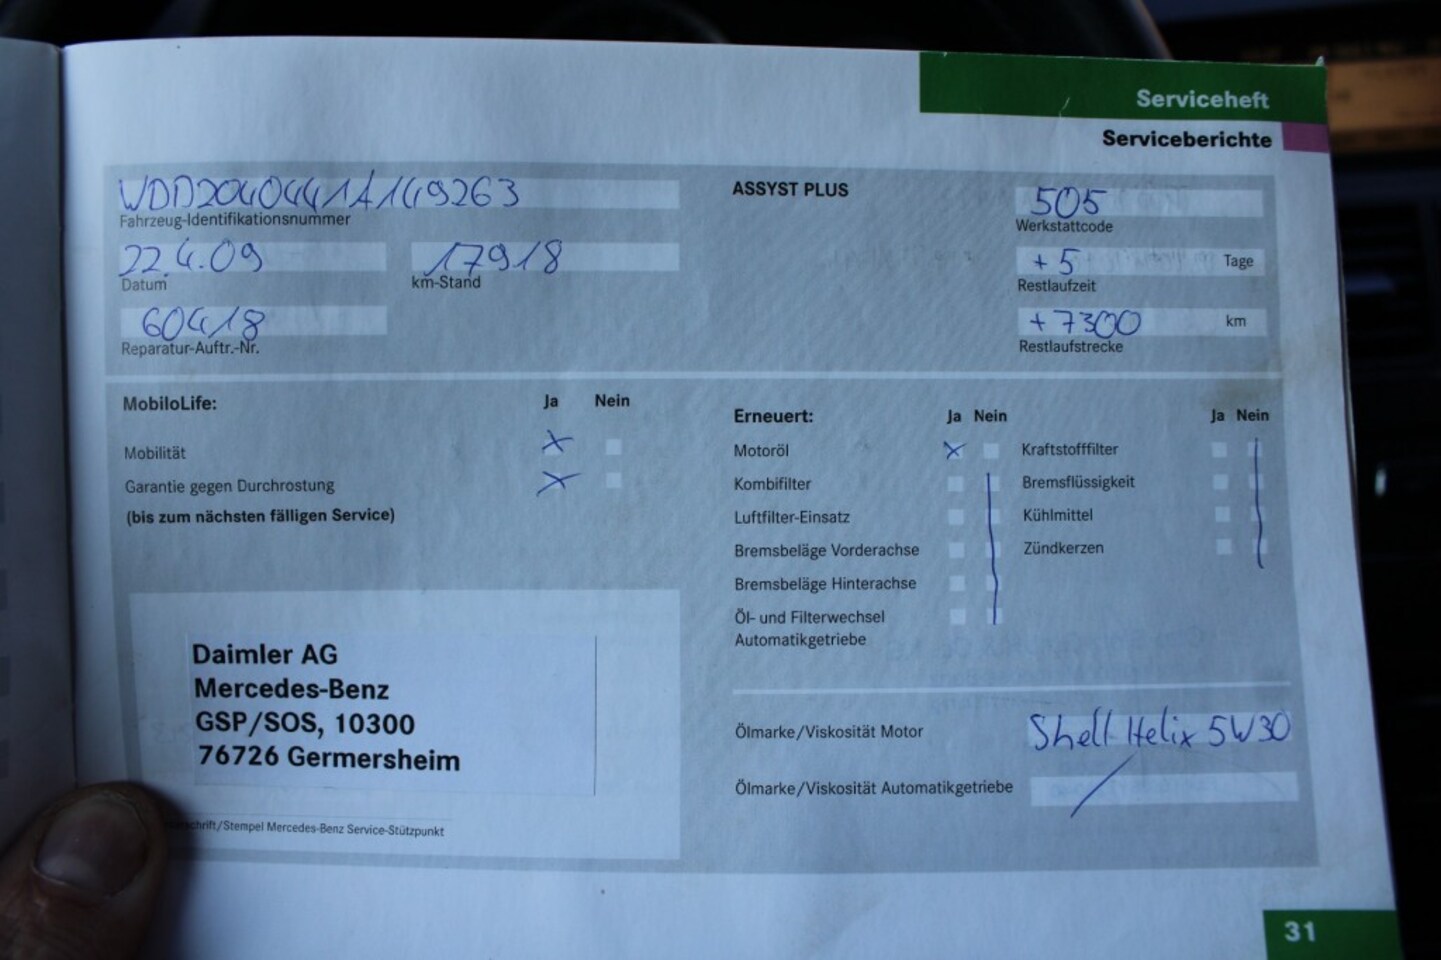 Serviceheft
Serviceberichte
WDD2040441A149263
Fahrzeug-Identifikationsnummer
22.4.09
Datum
17918
km-Stand
60418
Reparatur-Auftr.-Nr.
ASSYST PLUS
505
Werkstattcode
+5 Tage
Restlaufzeit
+7300 km
Restlaufstrecke
MobiloLife: Ja Nein
Mobilität
Garantie gegen Durchrostung
(bis zum nächsten fälligen Service)
Daimler AG
Mercedes-Benz
GSP/SOS, 10300
76726 Germersheim
/Stempel Mercedes-Benz Service-Stützpunkt
Erneuert: Ja Nein Ja Nein
Motoröl Kraftstofffilter
Kombifilter Bremsflüssigkeit
Luftfilter-Einsatz Kühlmittel
Bremsbeläge Vorderachse Zündkerzen
Bremsbeläge Hinterachse
Öl- und Filterwechsel
Automatikgetriebe
Ölmarke/Viskosität Motor Shell Helix 5W30
Ölmarke/Viskosität Automatikgetriebe
31